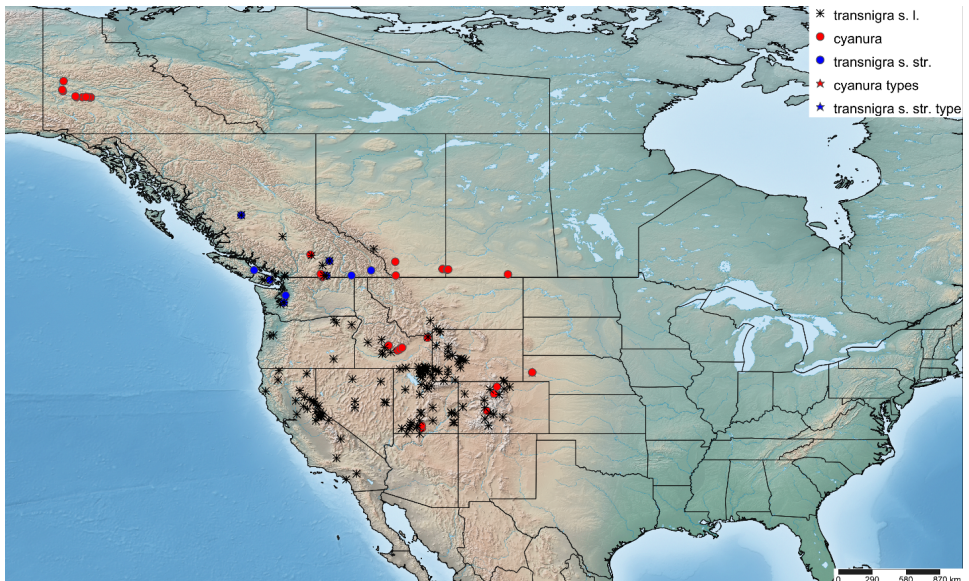 transnigra s. l.
cyanura
transnigra s. str.
cyanura types
transnigra s. str. type
0 290 580 870 km